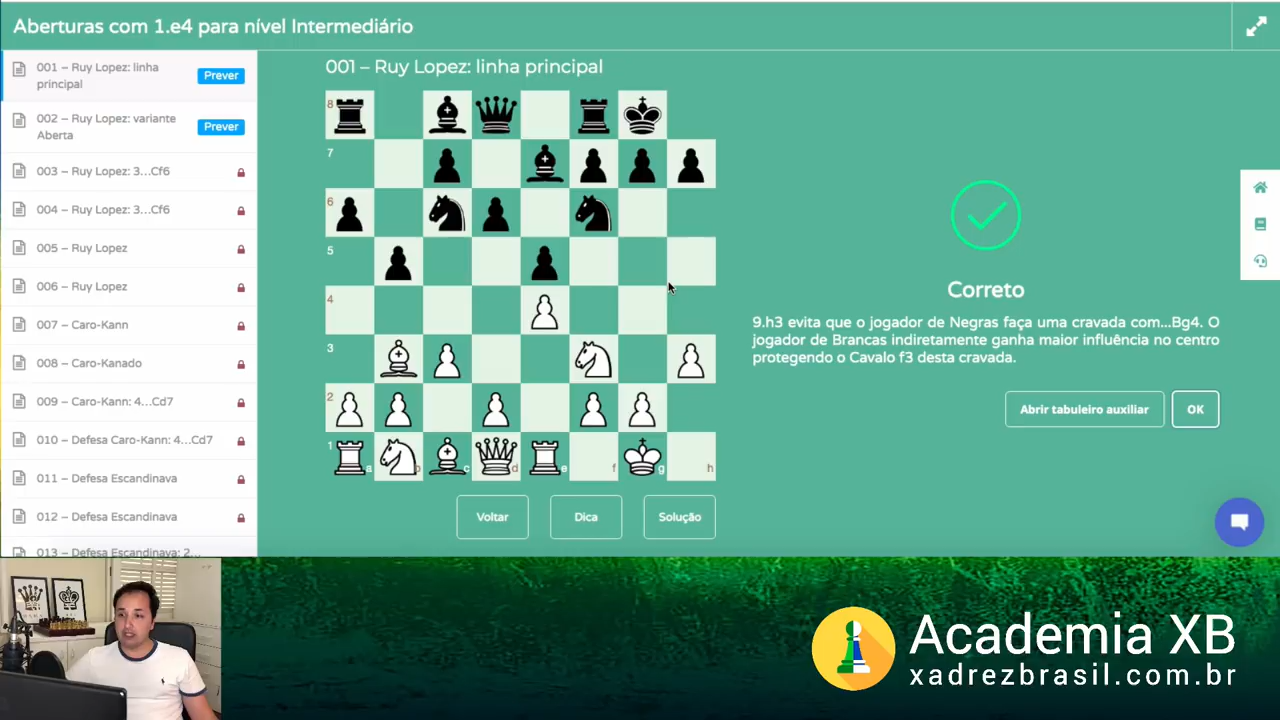 Aberturas com 1.e4 para nível Intermediário
001 – Ruy Lopez: linha
principal
Prever
002 – Ruy Lopez: variante
Aberta
Prever
003 – Ruy Lopez: 3...Cf6
004 – Ruy Lopez: 3...Cf6
005 – Ruy Lopez
006 – Ruy Lopez
007 – Caro-Kann
008 – Caro-Kanado
009 – Caro-Kann: 4...Cd7
010 – Defesa Caro-Kann: 4...Cd7
011 – Defesa Escandinava
012 – Defesa Escandinava
013 – Defesa Escandinava: 2...
001 – Ruy Lopez: linha principal
8
7
6
5
4
3
2
1
a b c d e f g h
Voltar
Dica
Solução
Correto
9.h3 evita que o jogador de Negras faça uma cravada com...Bg4. O
jogador de Brancas indiretamente ganha maior influência no centro
protegendo o Cavalo f3 desta cravada.
Abrir tabuleiro auxiliar
OK
Academia XB
xadrezbrasil.com.br